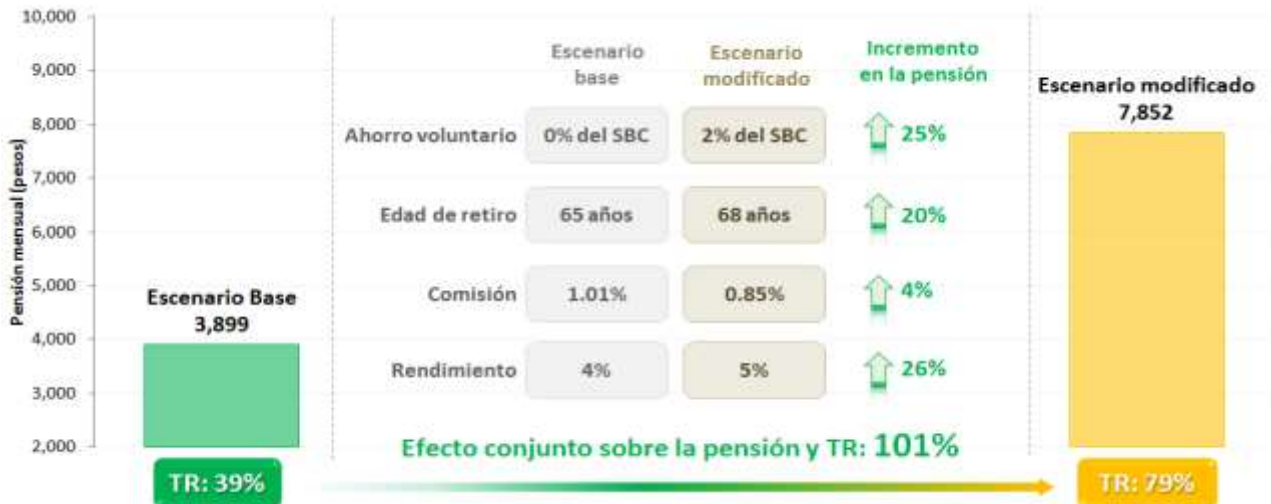 Pensión mensual (pesos)
10,000
9,000
8,000
7,000
6,000
5,000
4,000
3,000
2,000
Escenario Base
3,899
TR: 39%
Escenario
base
Escenario
modificado
Incremento
en la pensión
Ahorro voluntario 0% del SBC 2% del SBC 25%
Edad de retiro 65 años 68 años 20%
Comisión 1.01% 0.85% 4%
Rendimiento 4% 5% 26%
Efecto conjunto sobre la pensión y TR: 101%
Escenario modificado
7,852
TR: 79%